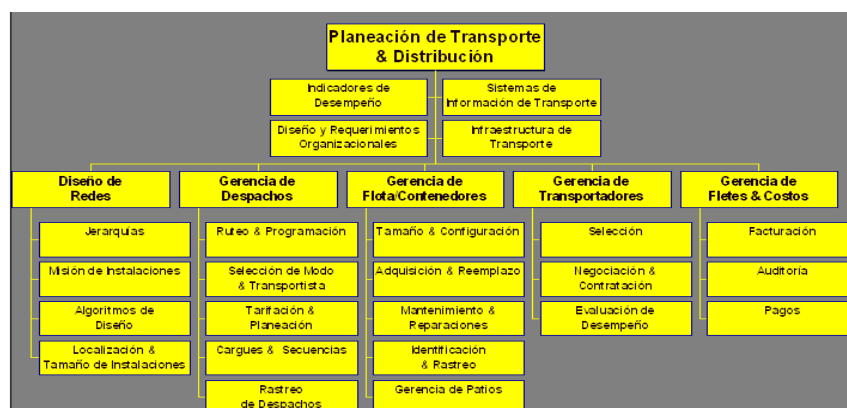 Planeación de Transporte
& Distribución
Indicadores de
Desempeño
Sistemas de
Información de Transporte
Diseño y Requerimientos
Organizacionales
Infraestructura de
Transporte
Diseño de
Redes
Gerencia de
Despachos
Gerencia de
Flota/Contenedores
Gerencia de
Transportadores
Gerencia de
Fletes & Costos
Jerarquías
Misión de Instalaciones
Algoritmos de
Diseño
Localización &
Tamaño de Instalaciones
Ruteo & Programación
Selección de Modo
& Transportista
Tarifación &
Planeación
Cargues & Secuencias
Rastreo
de Despachos
Tamaño & Configuración
Adquisición & Reemplazo
Mantenimiento &
Reparaciones
Identificación
& Rastreo
Gerencia de Patios
Selección
Negociación &
Contratación
Evaluación de
Desempeño
Facturación
Auditoría
Pagos